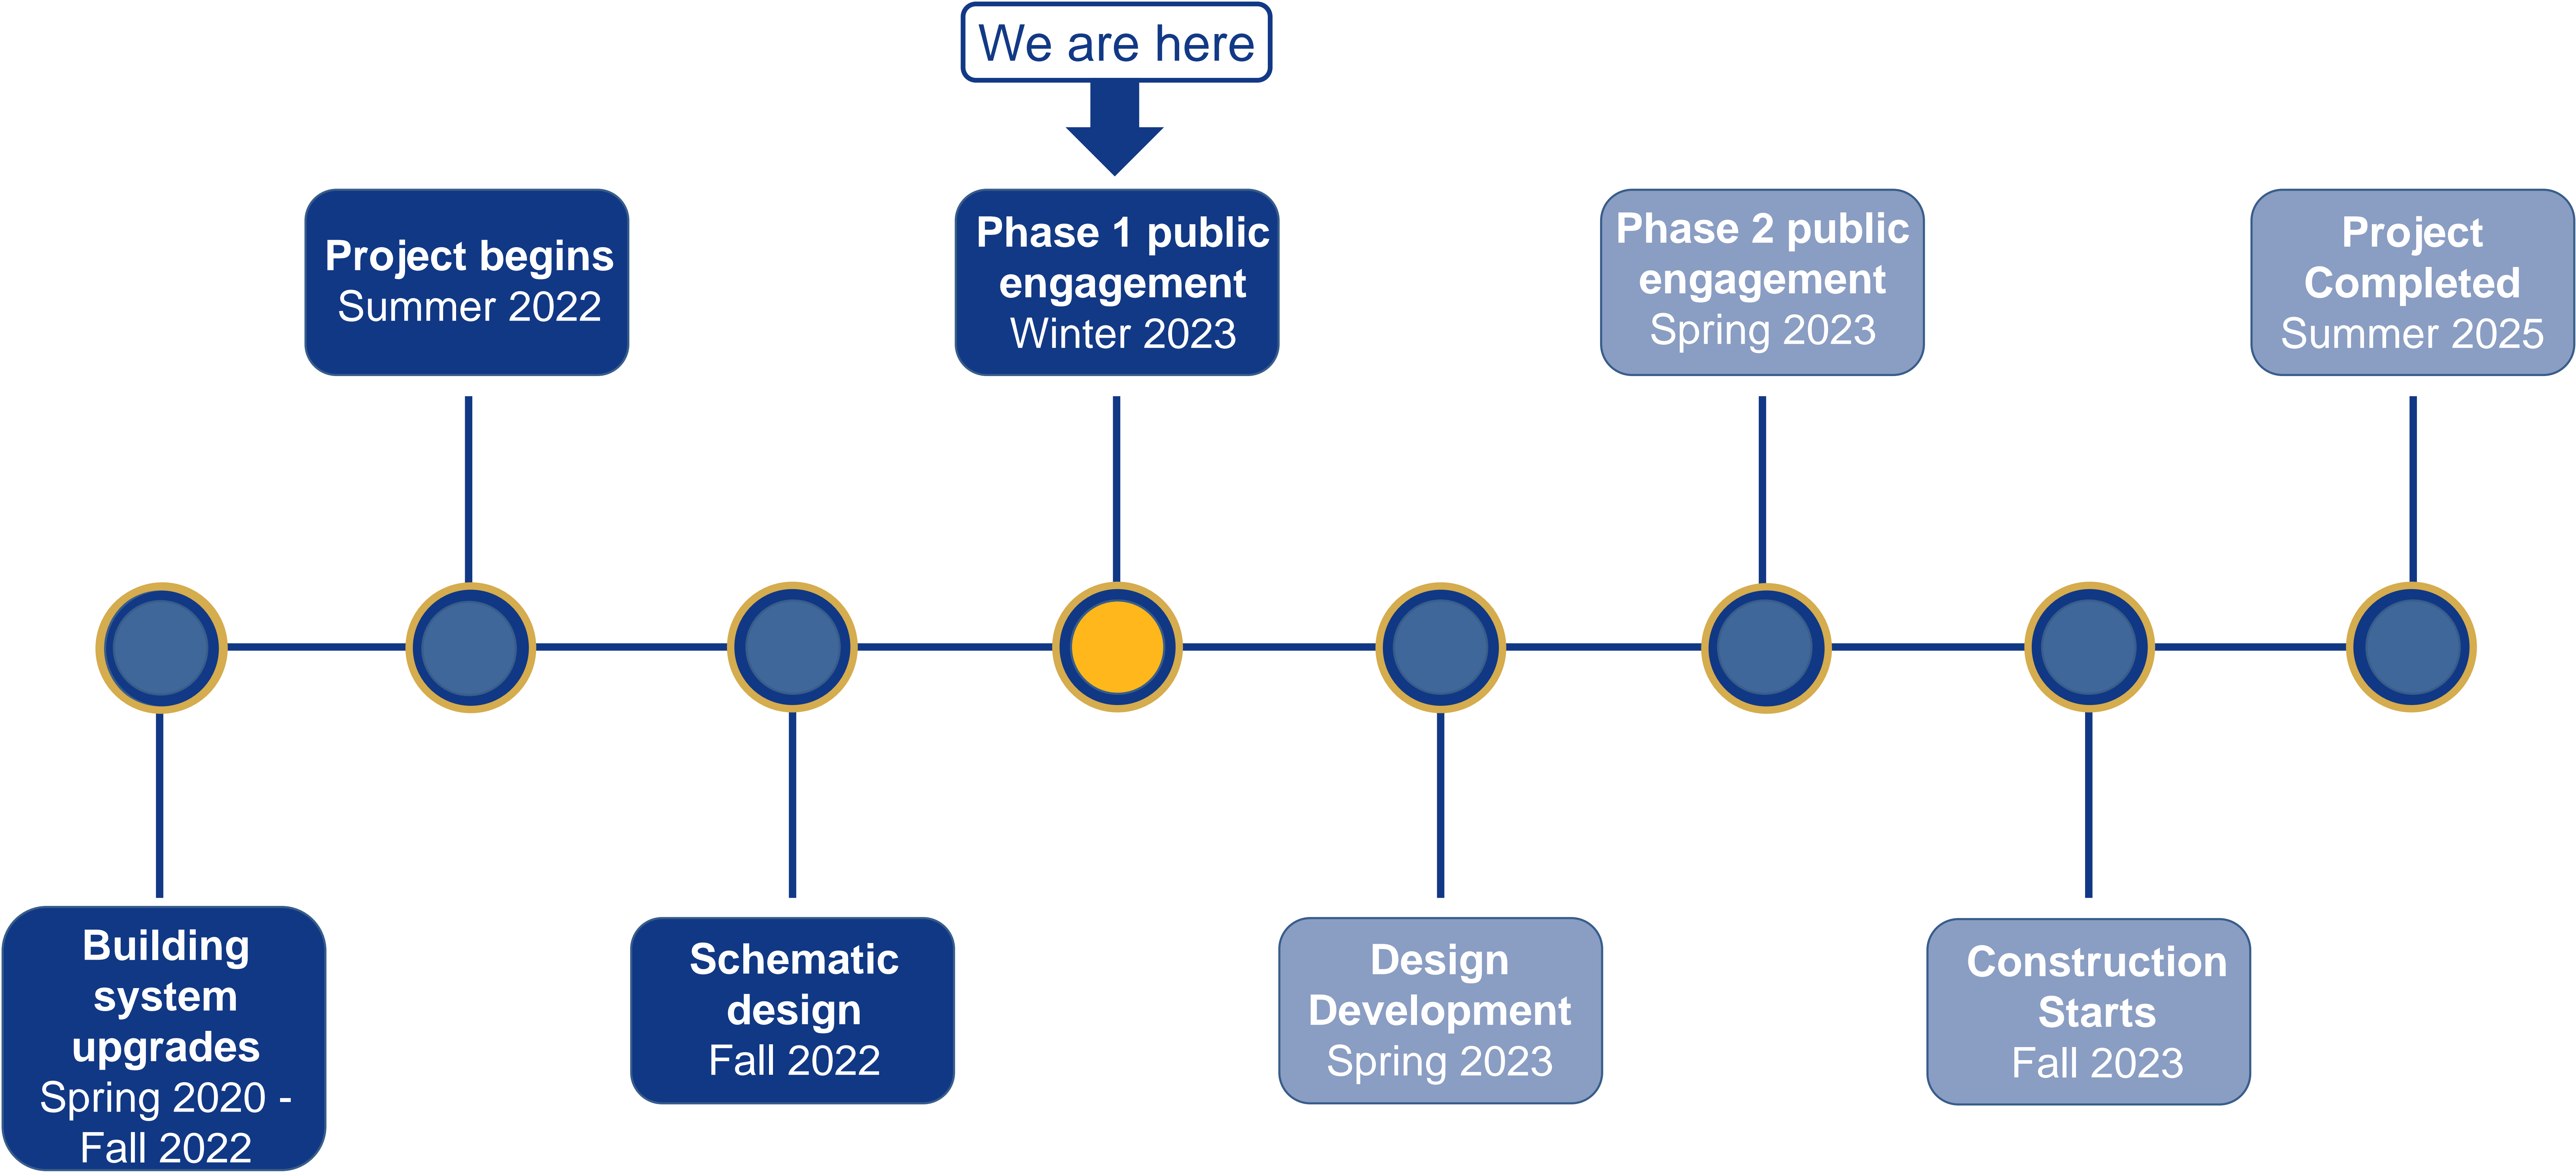 We are here
Project begins
Summer 2022
Phase 1 public
engagement
Winter 2023
Phase 2 public
engagement
Spring 2023
Project
Completed
Summer 2025
Building
system
upgrades
Spring 2020 -
Fall 2022
Schematic
design
Fall 2022
Design
Development
Spring 2023
Construction
Starts
Fall 2023